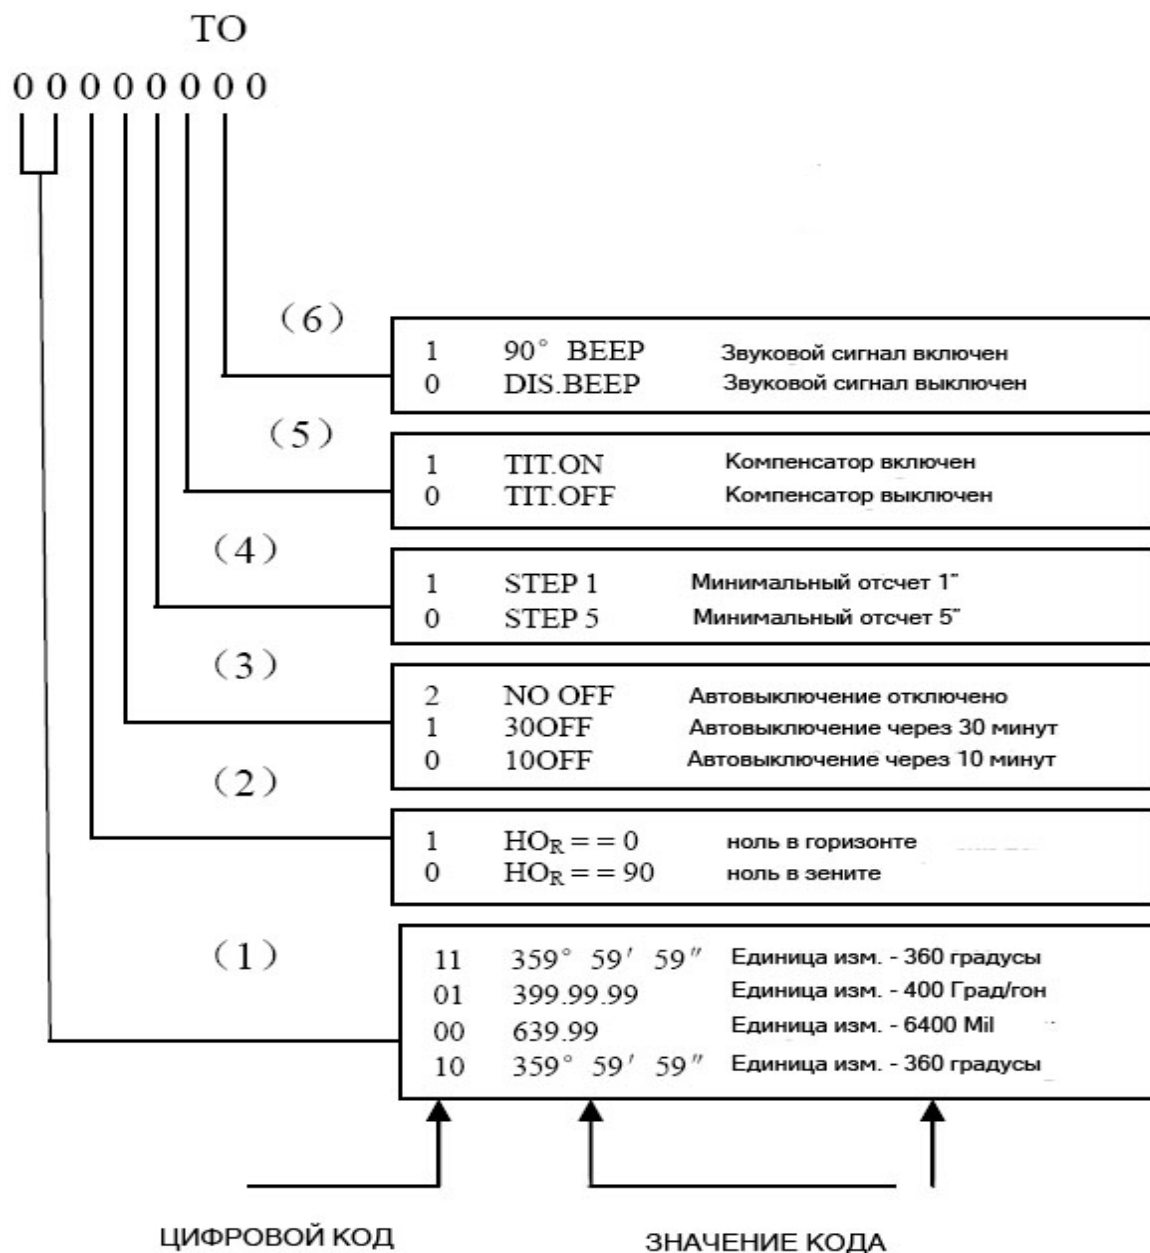 TO
0 0 0 0 0 0 0 0
(6)
1 90° BEEP Звуковой сигнал включен
0 DIS.BEEP Звуковой сигнал выключен
(5)
1 TIT.ON Компенсатор включен
0 TIT.OFF Компенсатор выключен
(4)
1 STEP 1 Минимальный отсчет 1"
0 STEP 5 Минимальный отсчет 5"
(3)
2 NO OFF Автовыключение отключено
1 30OFF Автовыключение через 30 минут
0 10OFF Автовыключение через 10 минут
(2)
1 HOR = = 0 ноль в горизонте
0 HOR = = 90 ноль в зените
(1)
11 359° 59′ 59″ Единица изм. - 360 градусы
01 399.99.99 Единица изм. - 400 Град/гон
00 639.99 Единица изм. - 6400 Mil
10 359° 59′ 59″ Единица изм. - 360 градусы
ЦИФРОВОЙ КОД ЗНАЧЕНИЕ КОДА